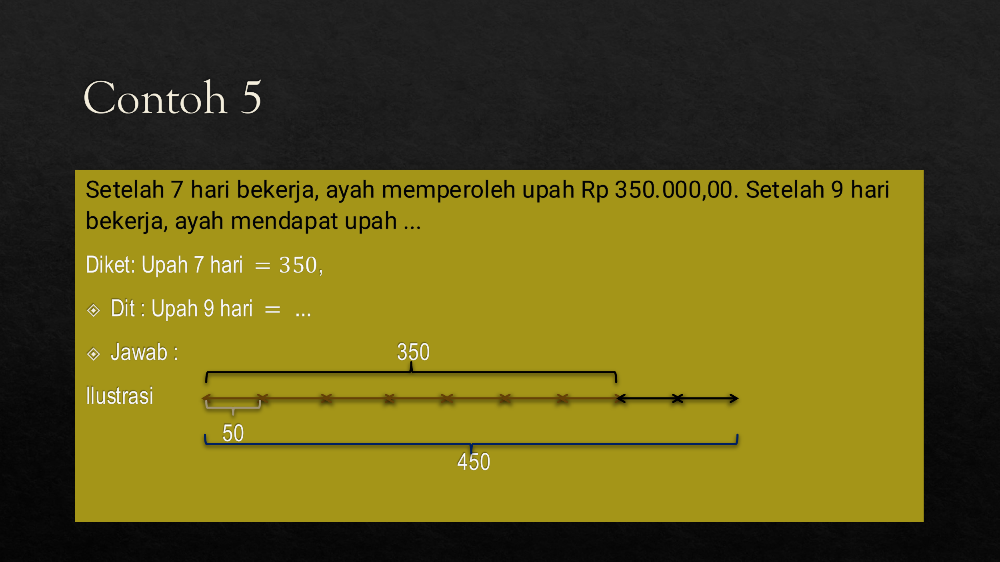 Contoh 5
Setelah 7 hari bekerja, ayah memperoleh upah Rp 350.000,00. Setelah 9 hari
bekerja, ayah mendapat upah ...
Diket: Upah 7 hari = 350,
Dit : Upah 9 hari = ...
Jawab :
350
Ilustrasi
50
450